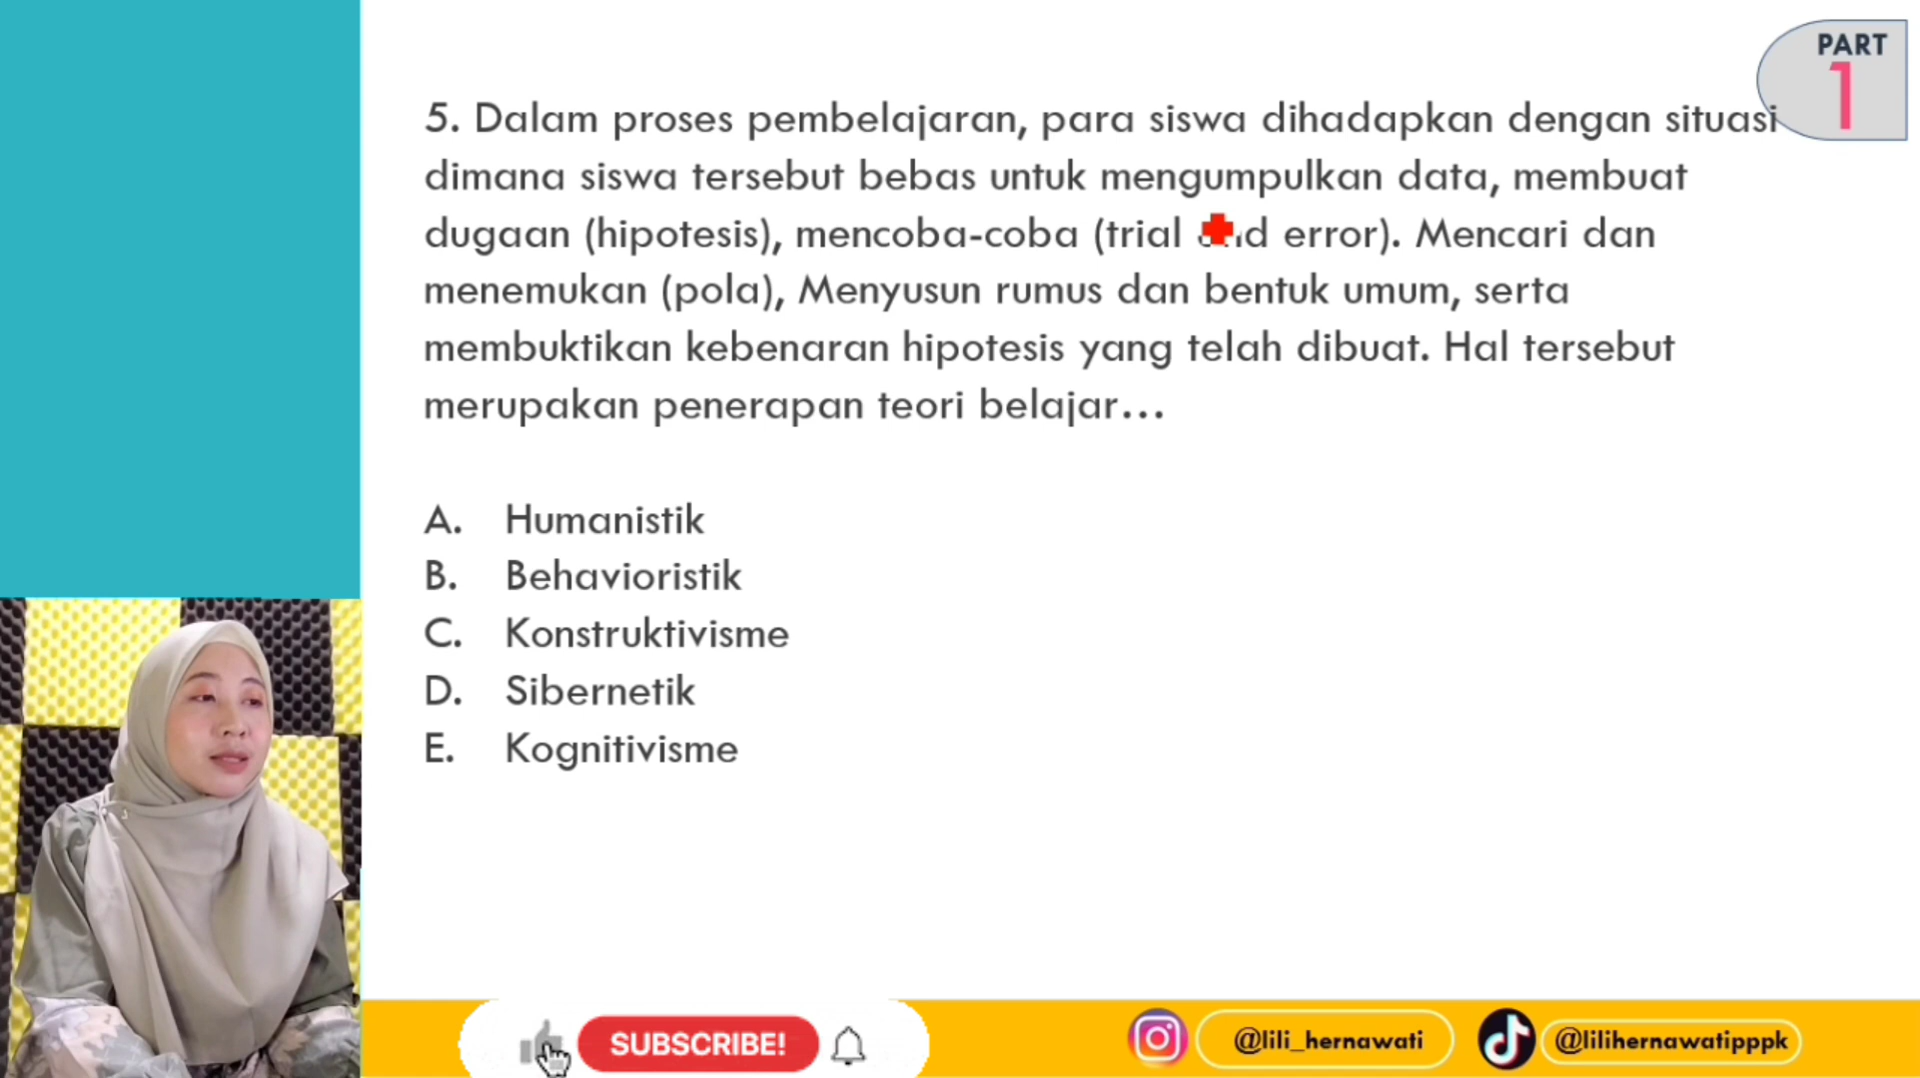 PART
1
5. Dalam proses pembelajaran, para siswa dihadapkan dengan situasi
dimana siswa tersebut bebas untuk mengumpulkan data, membuat
dugaan (hipotesis), mencoba-coba (trial and error). Mencari dan
menemukan (pola), Menyusun rumus dan bentuk umum, serta
membuktikan kebenaran hipotesis yang telah dibuat. Hal tersebut
merupakan penerapan teori belajar...
A. Humanistik
B. Behavioristik
C. Konstruktivisme
D. Sibernetik
E. Kognitivisme
SUBSCRIBE!
@lili_hernawati
@lilihernawatipppk